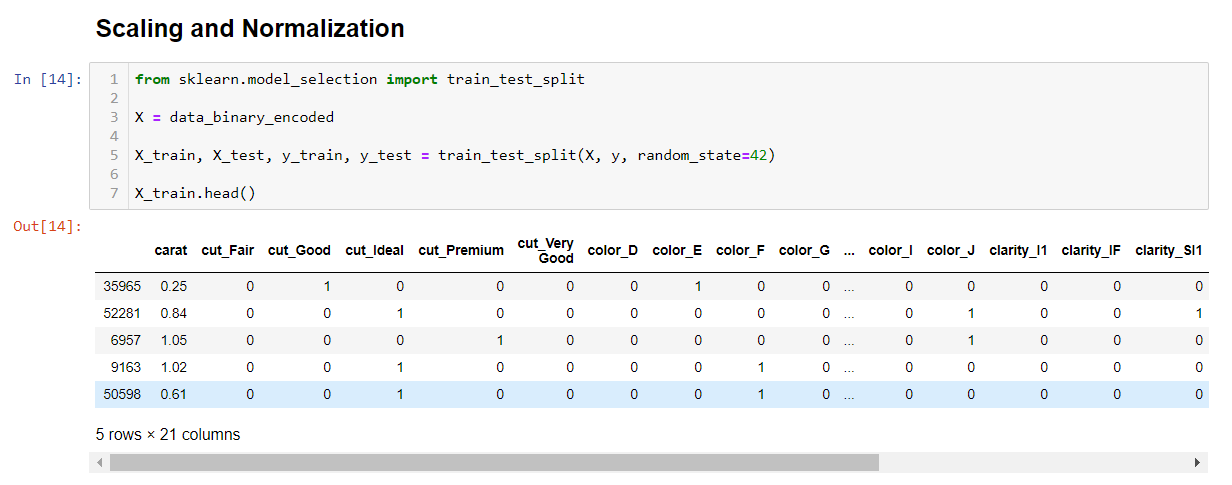 Scaling and Normalization
In [14]:
1 from sklearn.model_selection import train_test_split
2
3 X = data_binary_encoded
4
5 X_train, X_test, y_train, y_test = train_test_split(X, y, random_state=42)
6
7 X_train.head()
Out[14]:
carat cut_Fair cut_Good cut_Ideal cut_Premium cut_Very Good color_D color_E color_F color_G ... color_I color_J clarity_I1 clarity_IF clarity_SI1
35965 0.25 0 1 0 0 0 0 1 0 0 ... 0 0 0 0 0
52281 0.84 0 0 1 0 0 0 0 0 0 ... 0 1 0 0 1
6957 1.05 0 0 0 1 0 0 0 0 0 ... 0 1 0 0 0
9163 1.02 0 0 1 0 0 0 0 1 0 ... 0 0 0 0 0
50598 0.61 0 0 1 0 0 0 0 1 0 ... 0 0 0 0 0
5 rows × 21 columns